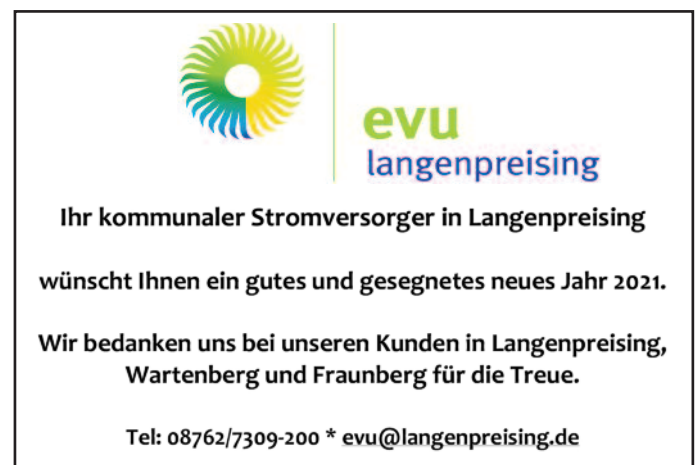 evu
langenpreising
Ihr kommunaler Stromversorger in Langenpreising
wünscht Ihnen ein gutes und gesegnetes neues Jahr 2021.
Wir bedanken uns bei unseren Kunden in Langenpreising,
Wartenberg und Fraunberg für die Treue.
Tel: 08762/7309-200 * evu@langenpreising.de